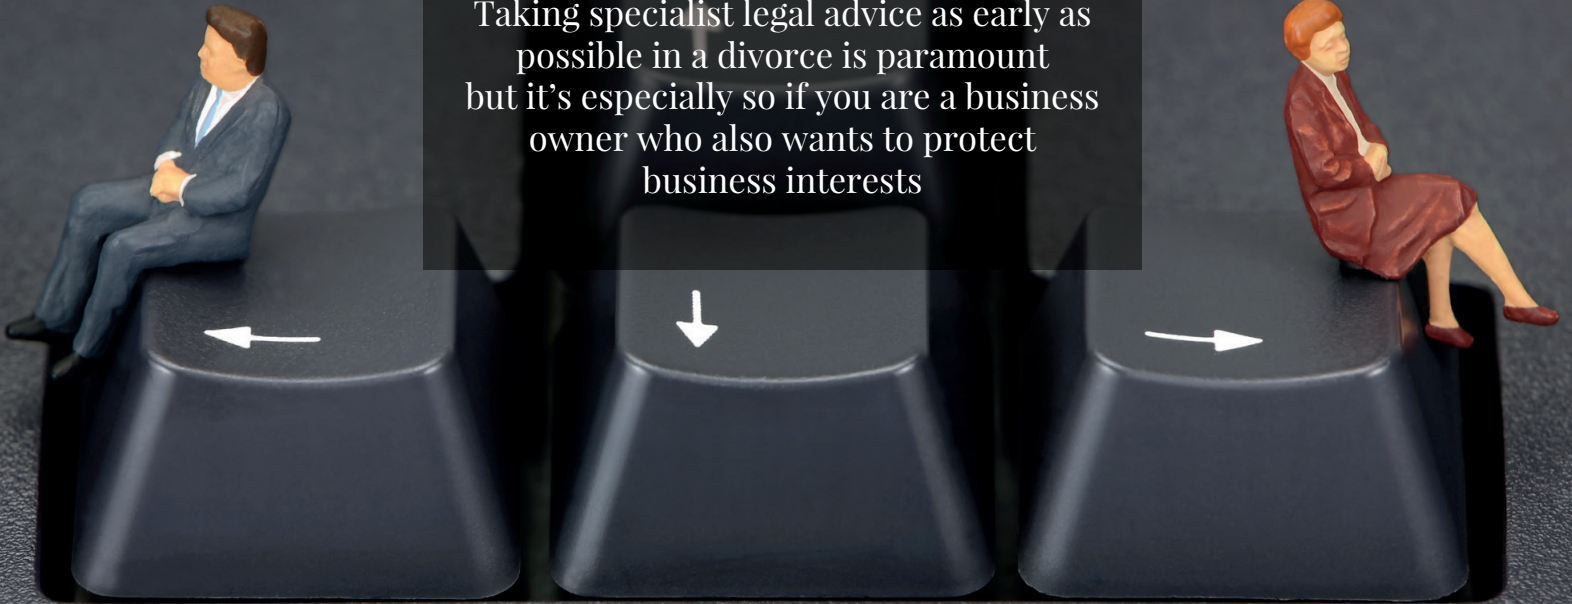 Taking specialist legal advice as early as
possible in a divorce is paramount
but it’s especially so if you are a business
owner who also wants to protect
business interests